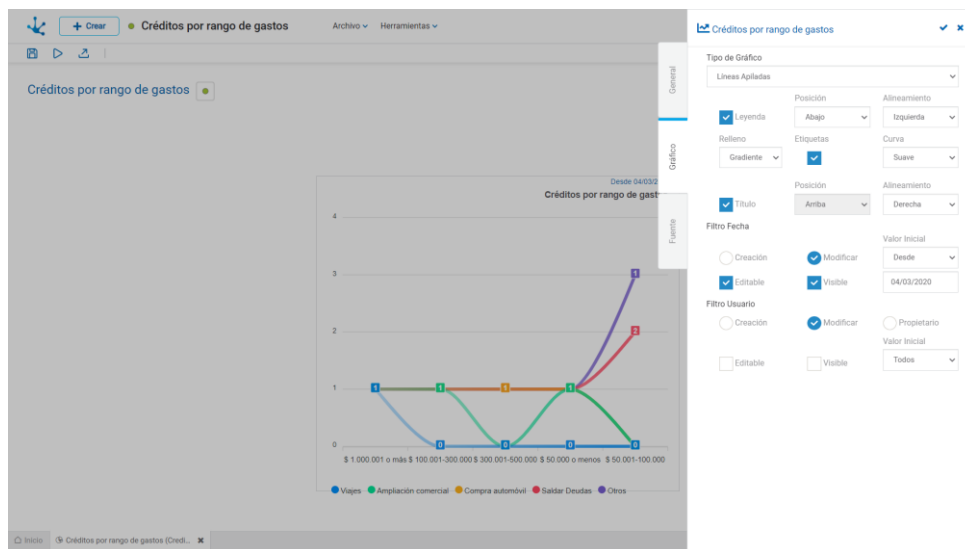 + Crear
Créditos por rango de gastos
Archivo
Herramientas
Créditos por rango de gastos
Créditos por rango de gastos
Desde 04/03/2
Créditos por rango de gast
4
3
2
1
0
1
2
1 1 1 1
0 0 0 0
$ 1.000.001 o más $ 100.001-300.000 $ 300.001-500.000 $ 50.000 o menos $ 50.001-100.000
Viajes Ampliación comercial Compra automóvil Saldar Deudas Otros
Inicio
Créditos por rango de gastos (Credi...
General
Gráfico
Fuente
Tipo de Gráfico
Líneas Apiladas
Posición Alineamiento
Leyenda Abajo Izquierda
Relleno Etiquetas Curva
Gradiente Suave
Posición Alineamiento
Título Arriba Derecha
Filtro Fecha
Valor Inicial
Creación Modificar Desde
Editable Visible 04/03/2020
Filtro Usuario
Creación Modificar Propietario
Valor Inicial
Editable Visible Todos